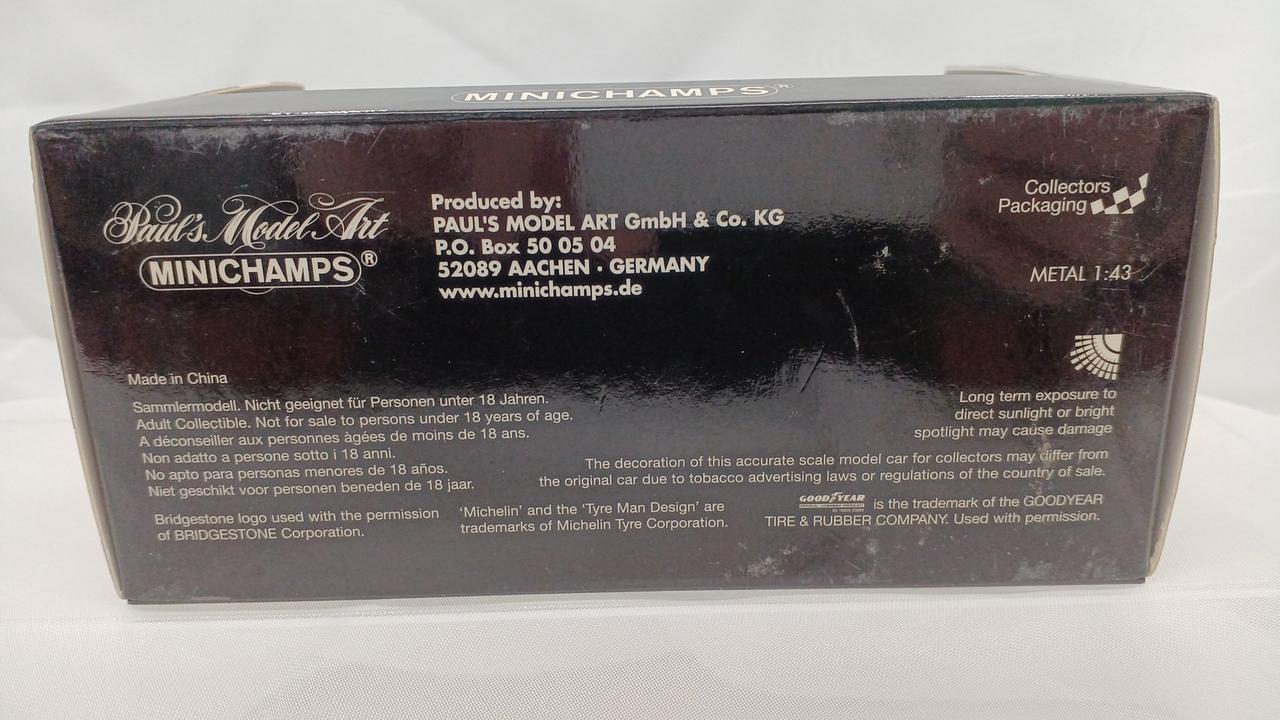 MINICHAMPS®
Paul's Model Art
MINICHAMPS®
Produced by:
PAUL'S MODEL ART GmbH & Co. KG
P.O. Box 50 05 04
52089 AACHEN · GERMANY
www.minichamps.de
Collectors
Packaging
METAL 1:43
Made in China
Sammlermodell. Nicht geeignet für Personen unter 18 Jahren.
Adult Collectible. Not for sale to persons under 18 years of age.
A déconseiller aux personnes àgées de moins de 18 ans.
Non adatto a persone sotto i 18 anni.
No apto para personas menores de 18 años.
Niet geschikt voor personen beneden de 18 jaar.
Long term exposure to
direct sunlight or bright
spotlight may cause damage
The decoration of this accurate scale model car for collectors may differ from
the original car due to tobacco advertising laws or regulations of the country of sale.
Bridgestone logo used with the permission
of BRIDGESTONE Corporation.
'Michelin' and the 'Tyre Man Design' are
trademarks of Michelin Tyre Corporation.
GOODYEAR is the trademark of the GOODYEAR
TIRE & RUBBER COMPANY. Used with permission.